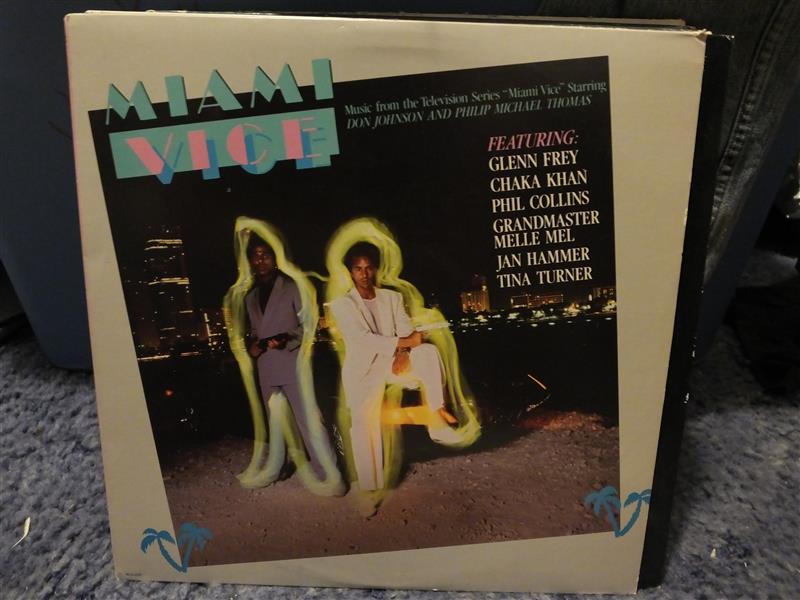 MIAMI
VICE
Music from the Television Series "Miami Vice" Starring
DON JOHNSON AND PHILIP MICHAEL THOMAS
FEATURING:
GLENN FREY
CHAKA KHAN
PHIL COLLINS
GRANDMASTER
MELLE MEL
JAN HAMMER
TINA TURNER